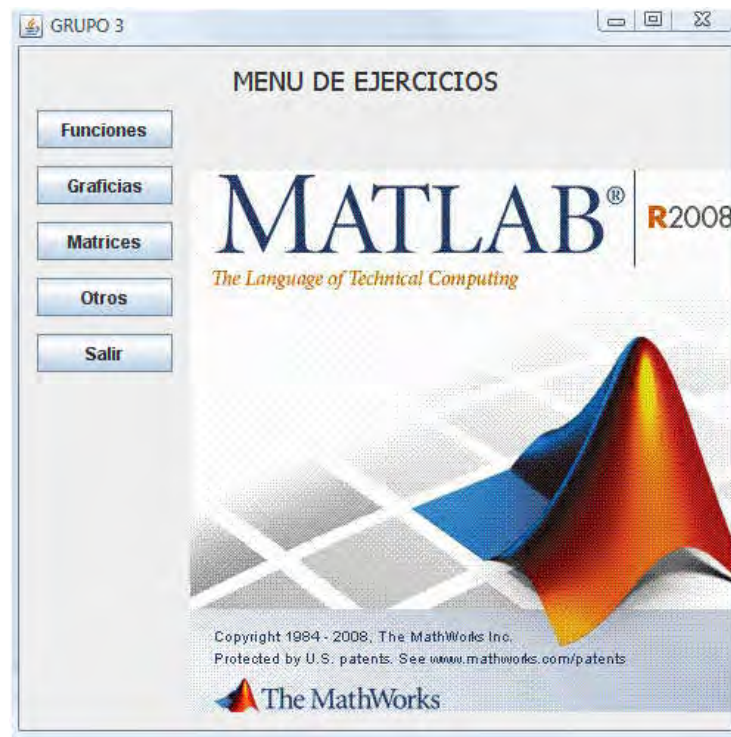 GRUPO 3
MENU DE EJERCICIOS
Funciones
Graficias
Matrices
Otros
Salir
MATLAB® R2008
The Language of Technical Computing
Copyright 1984 - 2008, The MathWorks Inc.
Protected by U.S. patents. See www.mathworks.com/patents
The MathWorks